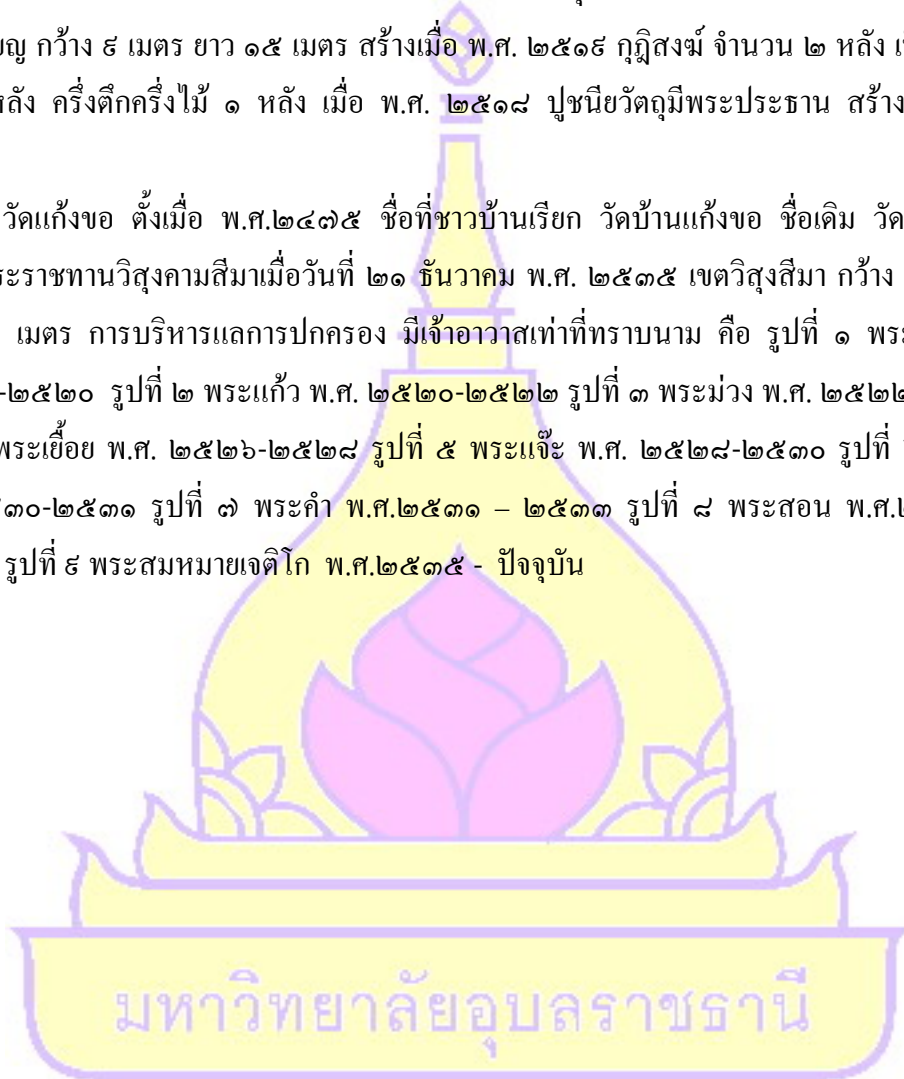 ยญ กว้าง ๙ เมตร ยาว ๑๕ เมตร สร้างเมื่อ พ.ศ. ๒๕๑๙ กุฎิสงฆ์ จำนวน ๒ หลัง
หลัง ครึ่งตึกครึ่งไม้ ๑ หลัง เมื่อ พ.ศ. ๒๕๑๘ ปูชนียวัตถุมีพระประธาน สร้าง
วัดแก้งขอ ตั้งเมื่อ พ.ศ.๒๔๗๕ ชื่อที่ชาวบ้านเรียก วัดบ้านแก้งขอ ชื่อเดิม วัด
ระราชทานวิสุงคามสีมาเมื่อวันที่ ๒๑ ธันวาคม พ.ศ. ๒๕๓๕ เขตวิสุงสีมา กว้าง
เมตร การบริหารแลการปกครอง มีเจ้าอาวาสเท่าที่ทราบนาม คือ รูปที่ ๑ พระ
-๒๕๒๐ รูปที่ ๒ พระแก้ว พ.ศ. ๒๕๒๐-๒๕๒๒ รูปที่ ๓ พระม่วง พ.ศ. ๒๕๒๒
พระเยื้อย พ.ศ. ๒๕๒๖-๒๕๒๘ รูปที่ ๕ พระแจ๊ะ พ.ศ. ๒๕๒๘-๒๕๓๐ รูปที่
๓๐-๒๕๓๑ รูปที่ ๗ พระคำ พ.ศ.๒๕๓๑ – ๒๕๓๓ รูปที่ ๘ พระสอน พ.ศ.
รูปที่ ๙ พระสมหมายเจติโก พ.ศ.๒๕๓๕ - ปัจจุบัน
มหาวิทยาลัยอุบลราชธานี